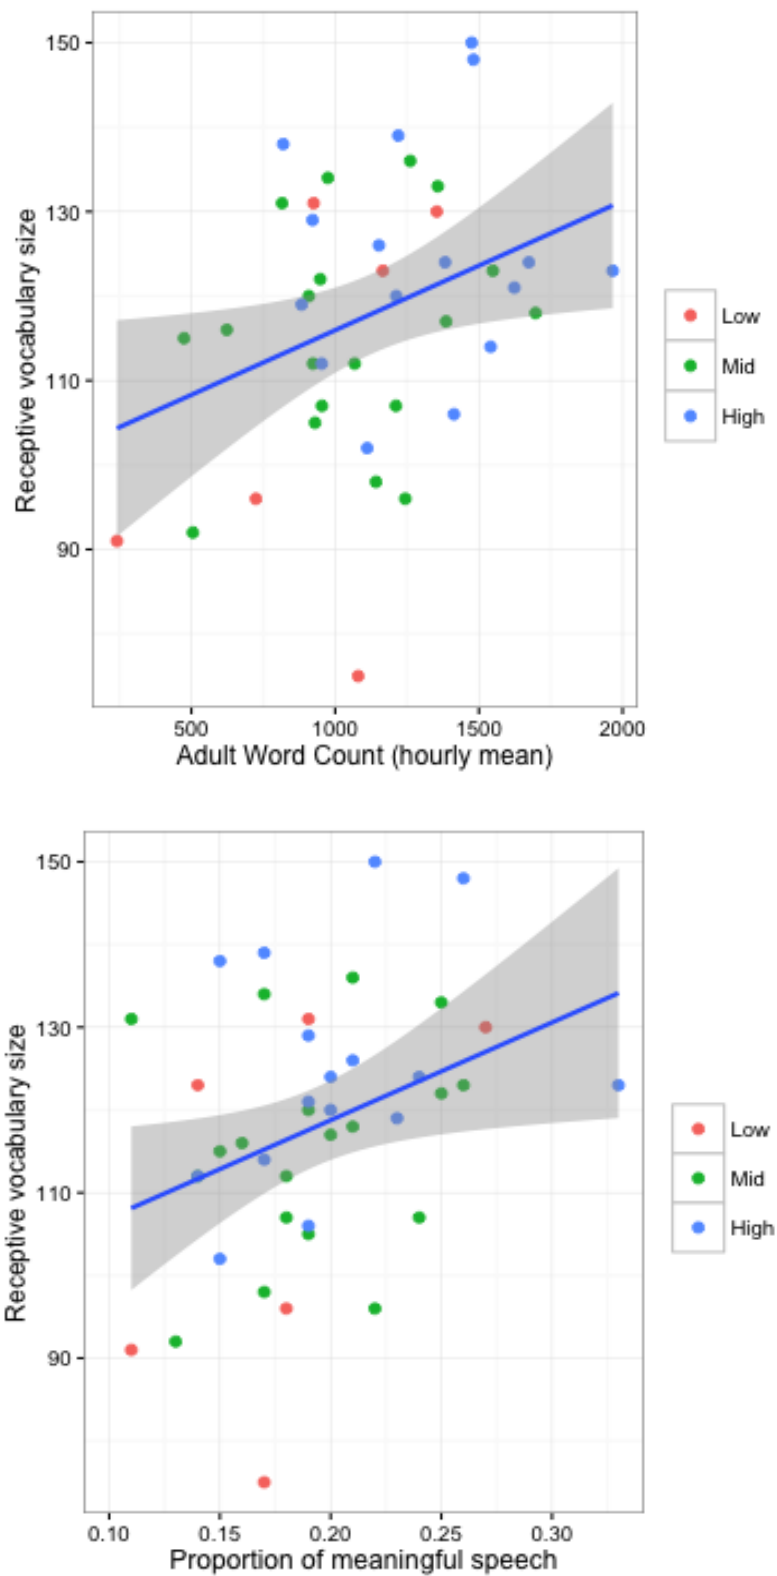 150
130
110
90
Receptive vocabulary size
500 1000 1500 2000
Adult Word Count (hourly mean)
Low
Mid
High
150
130
110
90
Receptive vocabulary size
0.10 0.15 0.20 0.25 0.30
Proportion of meaningful speech
Low
Mid
High